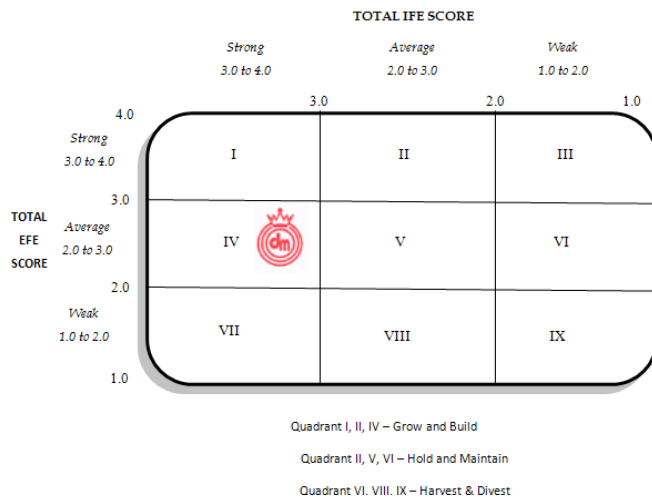 TOTAL IFE SCORE
Strong Average Weak
3.0 to 4.0 2.0 to 3.0 1.0 to 2.0
4.0 3.0 2.0 1.0
Strong I II III
3.0 to 4.0
3.0
TOTAL
EFE
SCORE
Average
2.0 to 3.0
IV dm V VI
2.0
Weak
1.0 to 2.0
VII VIII IX
1.0
Quadrant I, II, IV – Grow and Build
Quadrant II, V, VI – Hold and Maintain
Quadrant VI, VIII, IX – Harvest & Divest